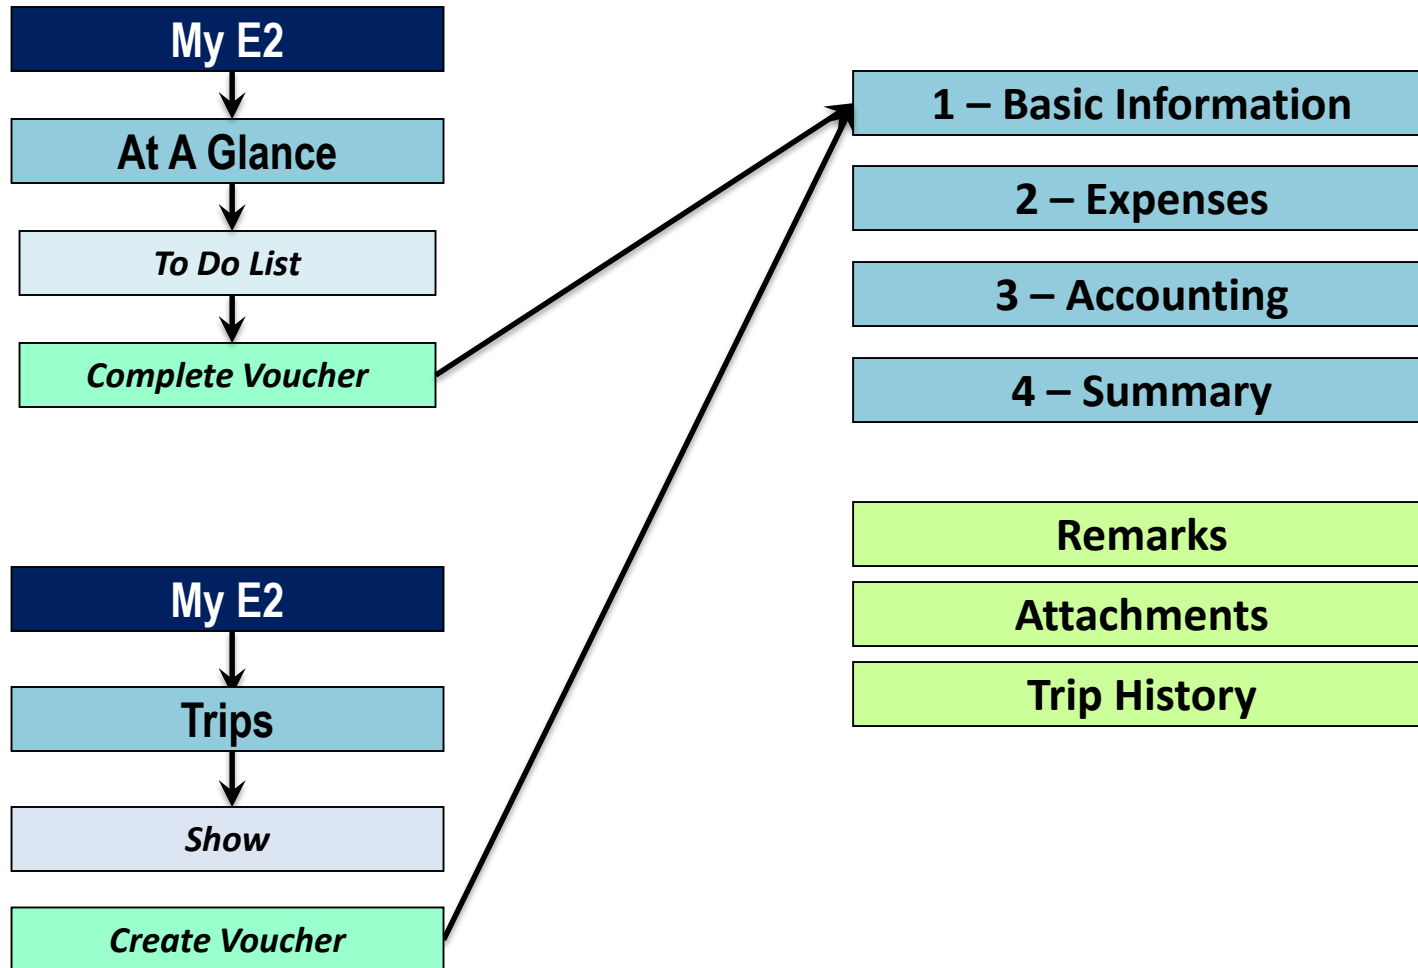 My E2
At A Glance
To Do List
Complete Voucher
My E2
Trips
Show
Create Voucher
1 – Basic Information
2 – Expenses
3 – Accounting
4 – Summary
Remarks
Attachments
Trip History